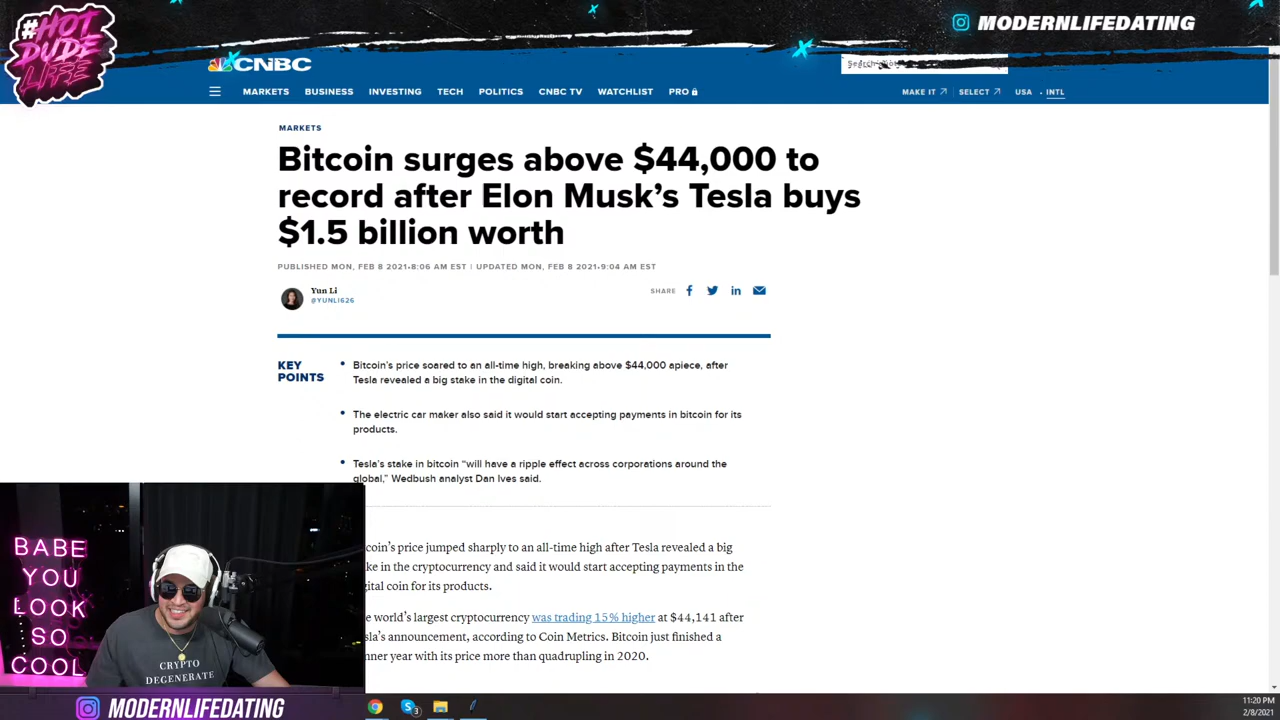 #HOT
DUDE
LIFE
MODERNLIFEDATING
CNBC
MARKETS BUSINESS INVESTING TECH POLITICS CNBC TV WATCHLIST PRO
MAKE IT SELECT USA INTL
MARKETS
Bitcoin surges above $44,000 to
record after Elon Musk’s Tesla buys
$1.5 billion worth
PUBLISHED MON, FEB 8 2021•8:06 AM EST | UPDATED MON, FEB 8 2021•9:04 AM EST
Yun Li
@YUNLI626
SHARE
KEY
POINTS
• Bitcoin’s price soared to an all-time high, breaking above $44,000 apiece, after
Tesla revealed a big stake in the digital coin.
• The electric car maker also said it would start accepting payments in bitcoin for its
products.
• Tesla’s stake in bitcoin “will have a ripple effect across corporations around the
global,” Wedbush analyst Dan Ives said.
coin’s price jumped sharply to an all-time high after Tesla revealed a big
ke in the cryptocurrency and said it would start accepting payments in the
gital coin for its products.
e world’s largest cryptocurrency was trading 15% higher at $44,141 after
sla’s announcement, according to Coin Metrics. Bitcoin just finished a
nner year with its price more than quadrupling in 2020.
BABE
YOU
LOOK
SO
COOL
CRYPTO
DEGENERATE
MODERNLIFEDATING
3
11:20 PM
2/8/2021